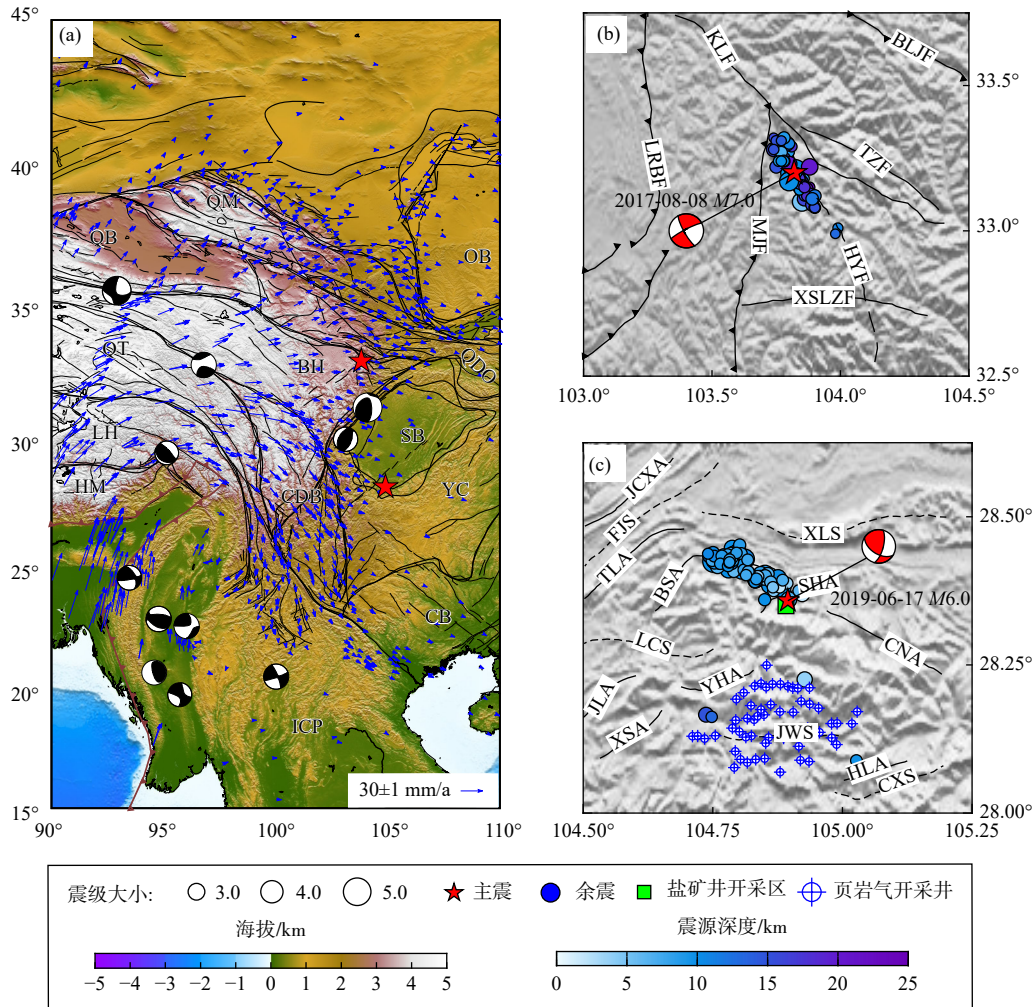 (a)
45°
40°
35°
30°
25°
20°
15°
90°
95°
100°
105°
110°
QM
QB
OB
QT
BH
QDO
LH
SB
HM
CDB
YC
CB
ICP
30±1 mm/a
(b)
KLF
BLJF
33.5°
LRBF
TZF
2017-08-08 M7.0
33.0°
MJF
HYF
XSLZF
32.5°
103.0°
103.5°
104.0°
104.5°
(c)
JCXA
FJS
28.50°
XLS
TLA
BSA
SHA
2019-06-17 M6.0
LCS
CNA
28.25°
YHA
JLA
XSA
JWS
HLA
CXS
28.00°
104.50°
104.75°
105.00°
105.25°
震级大小:
3.0
4.0
5.0
主震
余震
盐矿井开采区
页岩气开采井
海拔/km
−5 −4 −3 −2 −1 0 1 2 3 4 5
震源深度/km
0 5 10 15 20 25